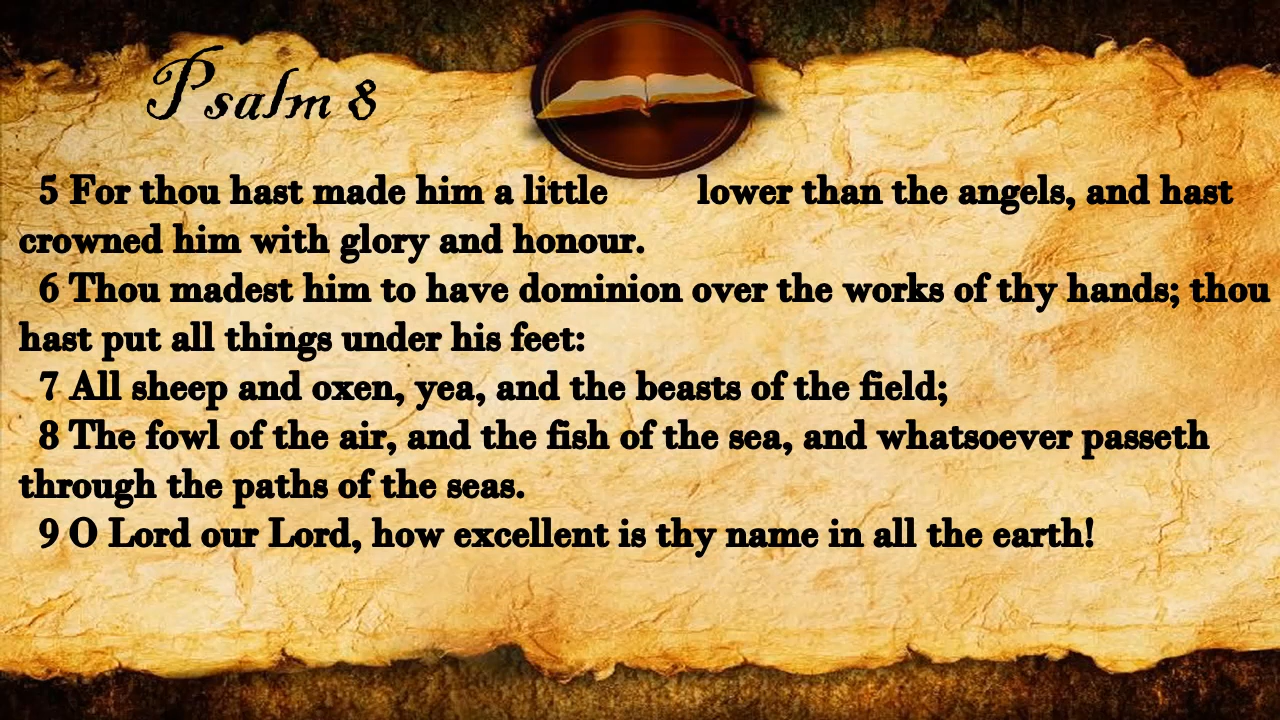 Psalm 8
5 For thou hast made him a little lower than the angels, and hast
crowned him with glory and honour.
6 Thou madest him to have dominion over the works of thy hands; thou
hast put all things under his feet:
7 All sheep and oxen, yea, and the beasts of the field;
8 The fowl of the air, and the fish of the sea, and whatsoever passeth
through the paths of the seas.
9 O Lord our Lord, how excellent is thy name in all the earth!